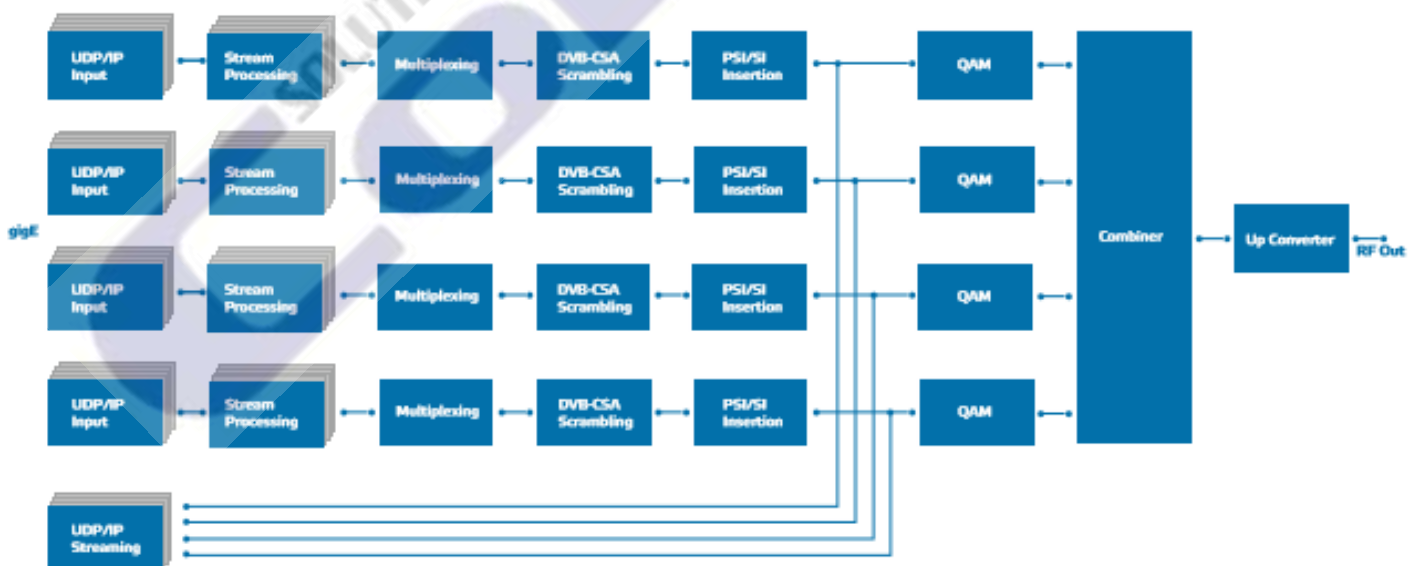 UDP/IP
Input
Stream
Processing
Multiplexing
DVB-CSA
Scrambling
PSI/SI
Insertion
QAM
UDP/IP
Input
Stream
Processing
Multiplexing
DVB-CSA
Scrambling
PSI/SI
Insertion
QAM
gigE
Combiner
Up Converter
RF Out
UDP/IP
Input
Stream
Processing
Multiplexing
DVB-CSA
Scrambling
PSI/SI
Insertion
QAM
UDP/IP
Input
Stream
Processing
Multiplexing
DVB-CSA
Scrambling
PSI/SI
Insertion
QAM
UDP/IP
Streaming